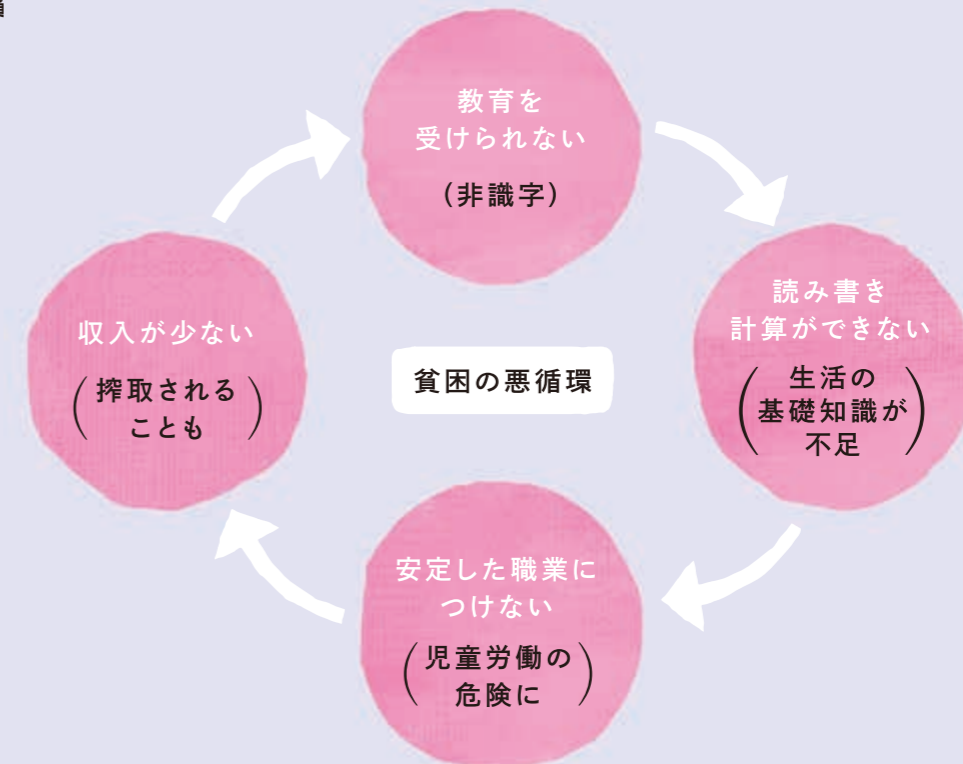 教育を
受けられない
(非識字)
読み書き
計算ができない
(生活の
基礎知識が
不足)
貧困の悪循環
収入が少ない
(搾取される
ことも)
安定した職業に
つけない
(児童労働の
危険に)